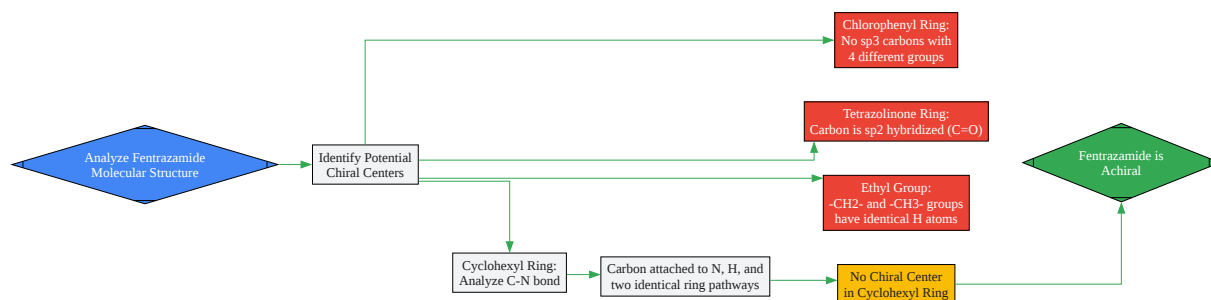 Chlorophenyl Ring:
No sp3 carbons with
4 different groups
Tetrazolinone Ring:
Carbon is sp2 hybridized (C=O)
Analyze Fentrazamide
Molecular Structure
Identify Potential
Chiral Centers
Fentrazamide is
Achiral
Ethyl Group:
-CH2- and -CH3- groups
have identical H atoms
Cyclohexyl Ring:
Analyze C-N bond
Carbon attached to N, H, and
two identical ring pathways
No Chiral Center
in Cyclohexyl Ring